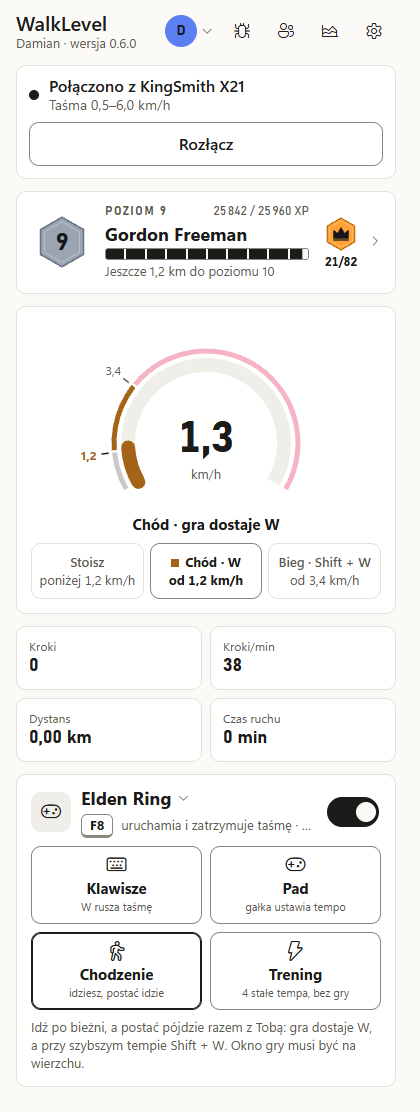 WalkLevel
Damian · wersja 0.6.0
D
Połączono z KingSmith X21
Taśma 0,5–6,0 km/h
Rozłącz
9
POZIOM 9
25 842 / 25 960 XP
Gordon Freeman
Jeszcze 1,2 km do poziomu 10
21/82
3,4
1,2
1,3
km/h
Chód · gra dostaje W
Stoisz
poniżej 1,2 km/h
Chód · W
od 1,2 km/h
Bieg · Shift + W
od 3,4 km/h
Kroki
0
Kroki/min
38
Dystans
0,00 km
Czas ruchu
0 min
Elden Ring
F8 uruchamia i zatrzymuje taśmę · ...
Klawisze
W rusza taśmę
Pad
gałka ustawia tempo
Chodzenie
idziesz, postać idzie
Trening
4 stałe tempa, bez gry
Idź po bieżni, a postać pójdzie razem z Tobą: gra dostaje W,
a przy szybszym tempie Shift + W. Okno gry musi być na
wierzchu.